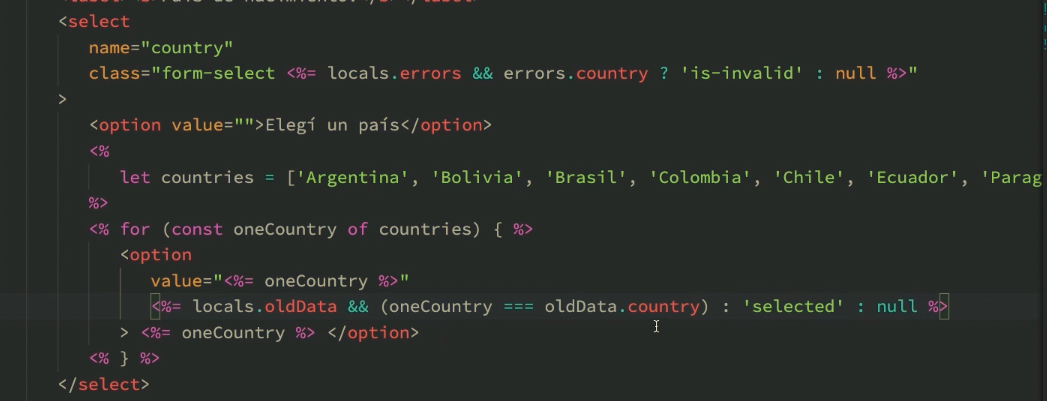 <select
name="country"
class="form-select <%= locals.errors && errors.country ? 'is-invalid' : null %>"
>
<option value="">Elegí un país</option>
<%
let countries = ['Argentina', 'Bolivia', 'Brasil', 'Colombia', 'Chile', 'Ecuador', 'Parag
%>
<% for (const oneCountry of countries) { %>
<option
value="<%= oneCountry %>"
<%= locals.oldData && (oneCountry === oldData.country) : 'selected' : null %>
> <%= oneCountry %> </option>
<% } %>
</select>